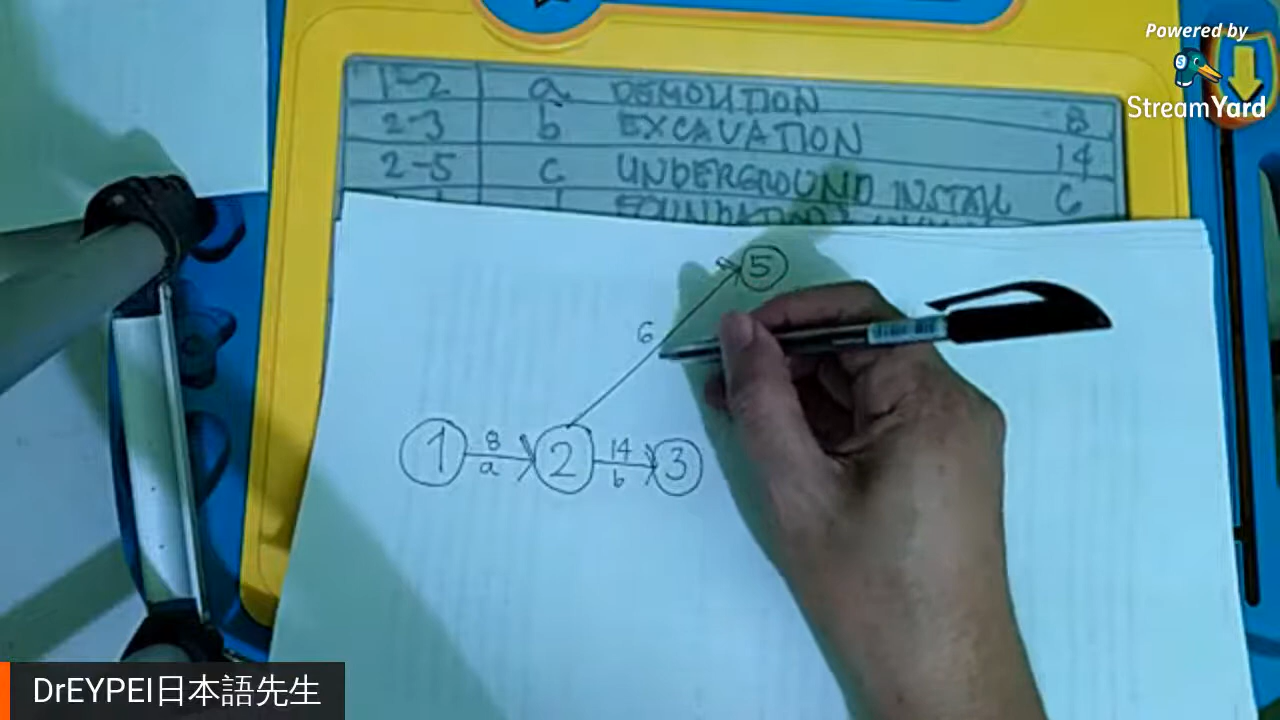 Powered by
StreamYard
1-2 a DEMOLITION 8
2-3 b EXCAVATION 14
2-5 c UNDERGROUND INSTAL 6
5
6
1 8 a 2 14 b 3
DrEYPEI日本語先生